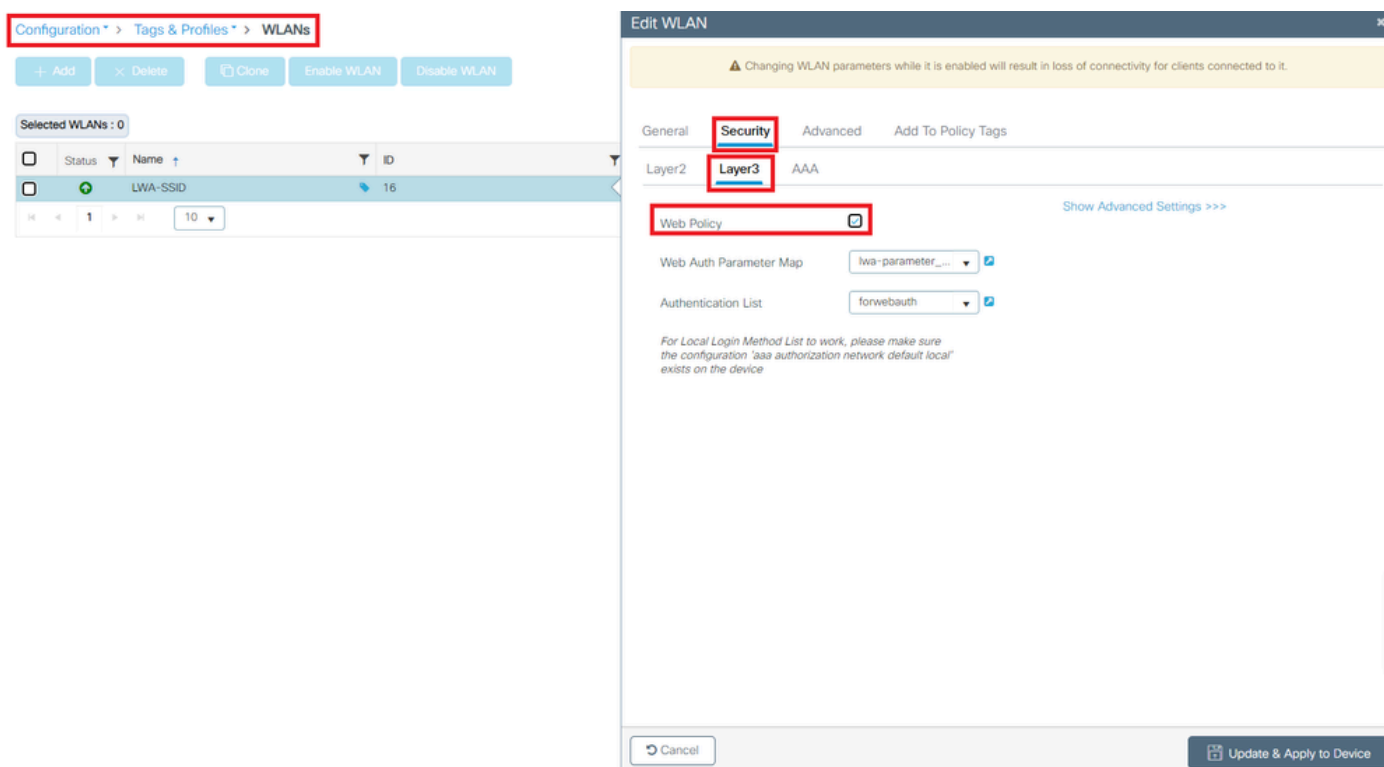 Configuration > Tags & Profiles > WLANs
+ Add × Delete Clone Enable WLAN Disable WLAN
Selected WLANs : 0
Status Name ID
LWA-SSID 16
1 10
Edit WLAN
Changing WLAN parameters while it is enabled will result in loss of connectivity for clients connected to it.
General Security Advanced Add To Policy Tags
Layer2 Layer3 AAA
Show Advanced Settings >>>
Web Policy
Web Auth Parameter Map lwa-parameter_...
Authentication List forwebauth
For Local Login Method List to work, please make sure
the configuration 'aaa authorization network default local'
exists on the device
Cancel Update & Apply to Device